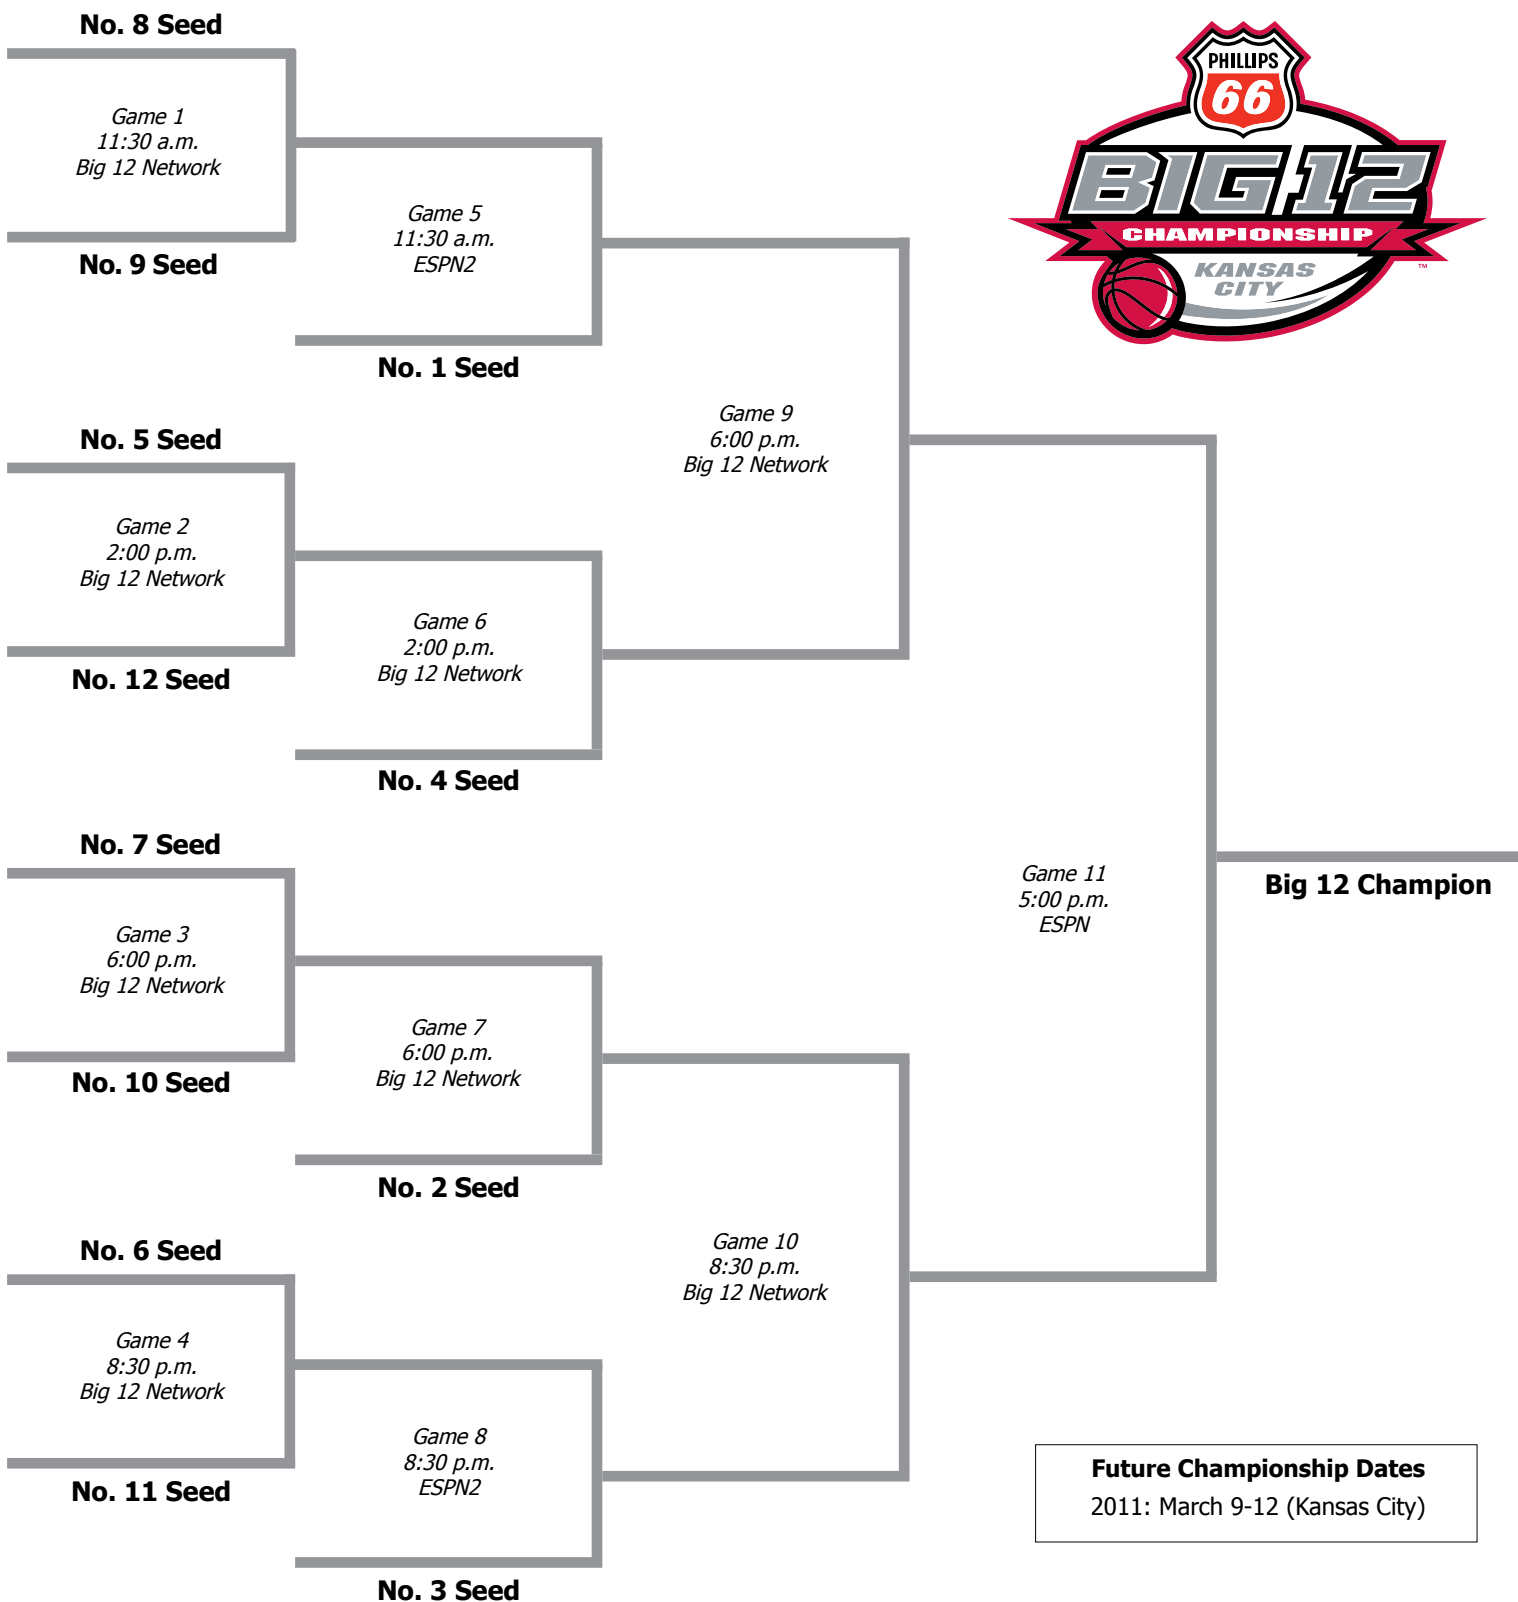 No. 8 Seed
Game 1
11:30 a.m.
Big 12 Network
No. 9 Seed
Game 5
11:30 a.m.
ESPN2
No. 1 Seed
No. 5 Seed
Game 2
2:00 p.m.
Big 12 Network
No. 12 Seed
Game 6
2:00 p.m.
Big 12 Network
No. 4 Seed
Game 9
6:00 p.m.
Big 12 Network
No. 7 Seed
Game 3
6:00 p.m.
Big 12 Network
No. 10 Seed
Game 7
6:00 p.m.
Big 12 Network
No. 2 Seed
No. 6 Seed
Game 4
8:30 p.m.
Big 12 Network
No. 11 Seed
Game 8
8:30 p.m.
ESPN2
No. 3 Seed
Game 10
8:30 p.m.
Big 12 Network
Game 11
5:00 p.m.
ESPN
Big 12 Champion
PHILLIPS
66
BIG 12
CHAMPIONSHIP
KANSAS
CITY
™
Future Championship Dates
2011: March 9-12 (Kansas City)